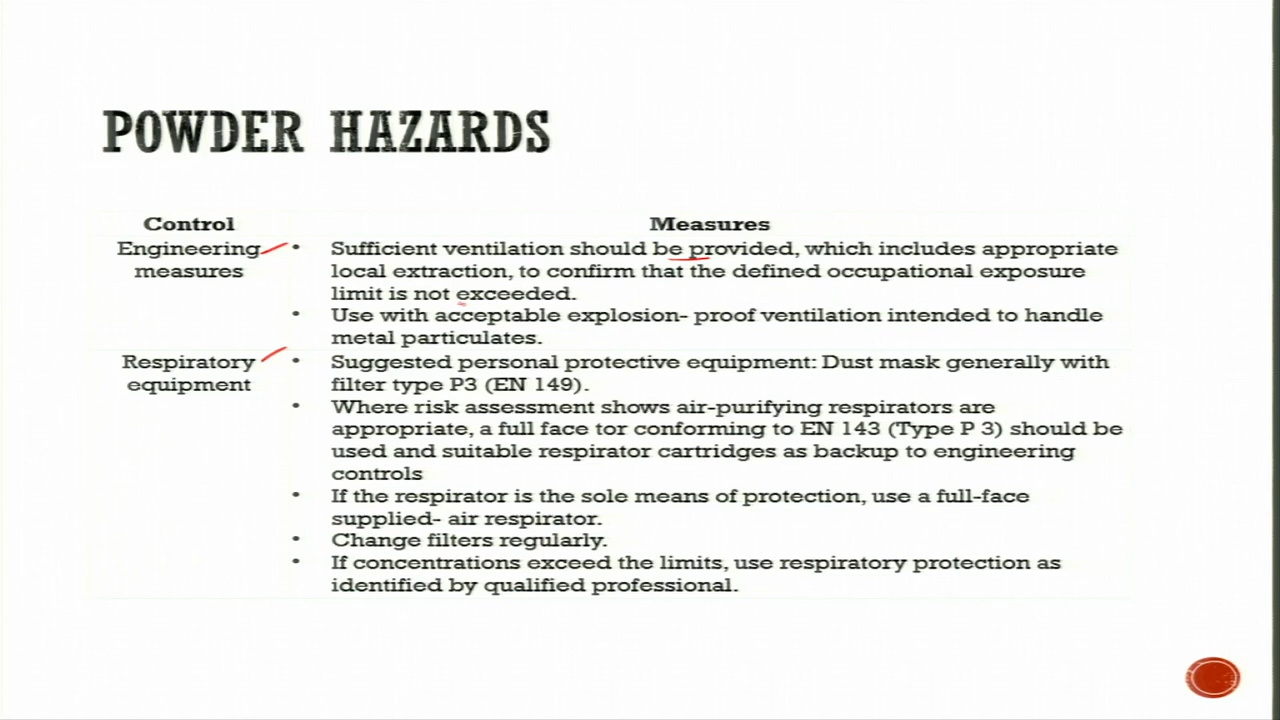 POWDER HAZARDS
Control Measures
Engineering measures
• Sufficient ventilation should be provided, which includes appropriate
local extraction, to confirm that the defined occupational exposure
limit is not exceeded.
• Use with acceptable explosion- proof ventilation intended to handle
metal particulates.
Respiratory equipment
• Suggested personal protective equipment: Dust mask generally with
filter type P3 (EN 149).
• Where risk assessment shows air-purifying respirators are
appropriate, a full face tor conforming to EN 143 (Type P 3) should be
used and suitable respirator cartridges as backup to engineering
controls
• If the respirator is the sole means of protection, use a full-face
supplied- air respirator.
• Change filters regularly.
• If concentrations exceed the limits, use respiratory protection as
identified by qualified professional.